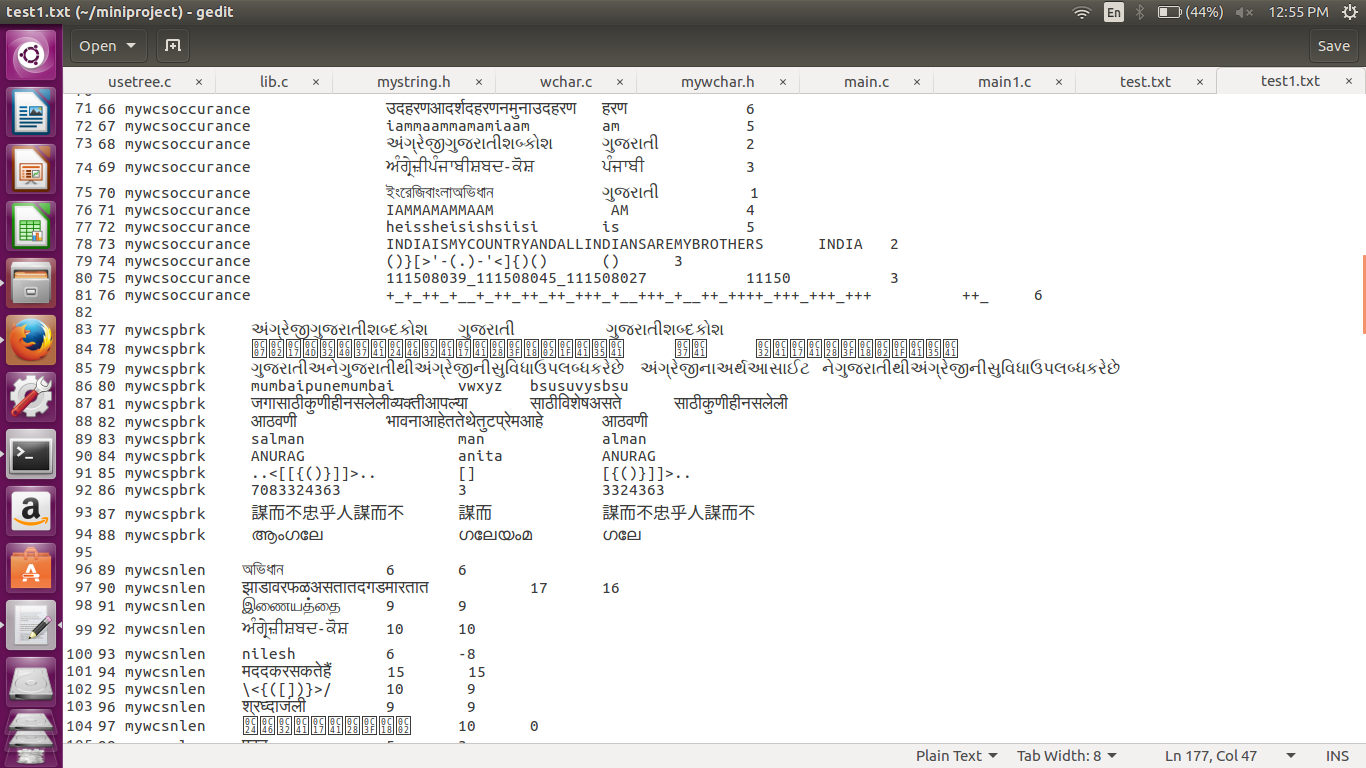 test1.txt (~/miniproject) - gedit En (44%) 12:55 PM
Open Save
usetree.c × lib.c × mystring.h × wchar.c × mywchar.h × main.c × main1.c × test.txt × test1.txt ×
71 66 mywcsoccurance उदहरणआदर्शदहरणनमुनाउदहरण हरण 6
72 67 mywcsoccurance iammaammamamiaam am 5
73 68 mywcsoccurance અંગ્રેજીગુજરાતીશબ્કોશ ગુજરાતી 2
74 69 mywcsoccurance ਅੰਗ੍ਰੇਜ਼ੀਪੰਜਾਬੀਸ਼ਬਦ-ਕੋਸ਼ ਪੰਜਾਬੀ 3
75 70 mywcsoccurance ইংরেজিবাংলাঅভিধান ગુજરાતી 1
76 71 mywcsoccurance IAMMAMAMMAAM AM 4
77 72 mywcsoccurance heissheisishsiisi is 5
78 73 mywcsoccurance INDIAISMYCOUNTRYANDALLINDIANSAREMYBROTHERS INDIA 2
79 74 mywcsoccurance ()}[>'-(.)-'<]{)() () 3
80 75 mywcsoccurance 111508039_111508045_111508027 11150 3
81 76 mywcsoccurance +_+_++_+__+_++_++_++_+++_+__+++_+__++_++++_+++_+++_+++ ++_ 6
82
83 77 mywcspbrk અંગ્રેજીગુજરાતીશબ્દકોશ ગુજરાતી ગુજરાતીશબ્દકોશ
84 78 mywcspbrk
85 79 mywcspbrk ગુજરાતીઅનેગુજરાતીથીઅંગ્રેજીનીસુવિધાઉપલબ્ધકરેછે અંગ્રેજીનાઅર્થઆસાઈટ નેગુજરાતીથીઅંગ્રેજીનીસુવિધાઉપલબ્ધકરેછે
86 80 mywcspbrk mumbaipunemumbai vwxyz bsusuvysbsu
87 81 mywcspbrk जगासाठीकुणीहीनसलेलीव्यक्तीआपल्या साठीविशेषअसते साठीकुणीहीनसलेली
88 82 mywcspbrk आठवणी भावनाआहेततेथेतुटप्रेमआहे आठवणी
89 83 mywcspbrk salman man alman
90 84 mywcspbrk ANURAG anita ANURAG
91 85 mywcspbrk ..<[[{()}]]>.. [] [{()}]]>..
92 86 mywcspbrk 7083324363 3 3324363
93 87 mywcspbrk 謀而不忠乎人謀而不 謀而 謀而不忠乎人謀而不
94 88 mywcspbrk ആംഗലേ ഗലേയംമ ഗലേ
95
96 89 mywcsnlen অভিধান 6 6
97 90 mywcsnlen झाडावरफळअसतातदगडमारतात 17 16
98 91 mywcsnlen இணையத்தை 9 9
99 92 mywcsnlen ਅੰਗ੍ਰੇਜ਼ੀਸ਼ਬਦ-ਕੋਸ਼ 10 10
100 93 mywcsnlen nilesh 6 -8
101 94 mywcsnlen मददकरसकतेहैं 15 15
102 95 mywcsnlen \<{([])}>/ 10 9
103 96 mywcsnlen श्रघ्दाजंली 9 9
104 97 mywcsnlen 10 0
Plain Text Tab Width: 8 Ln 177, Col 47 INS